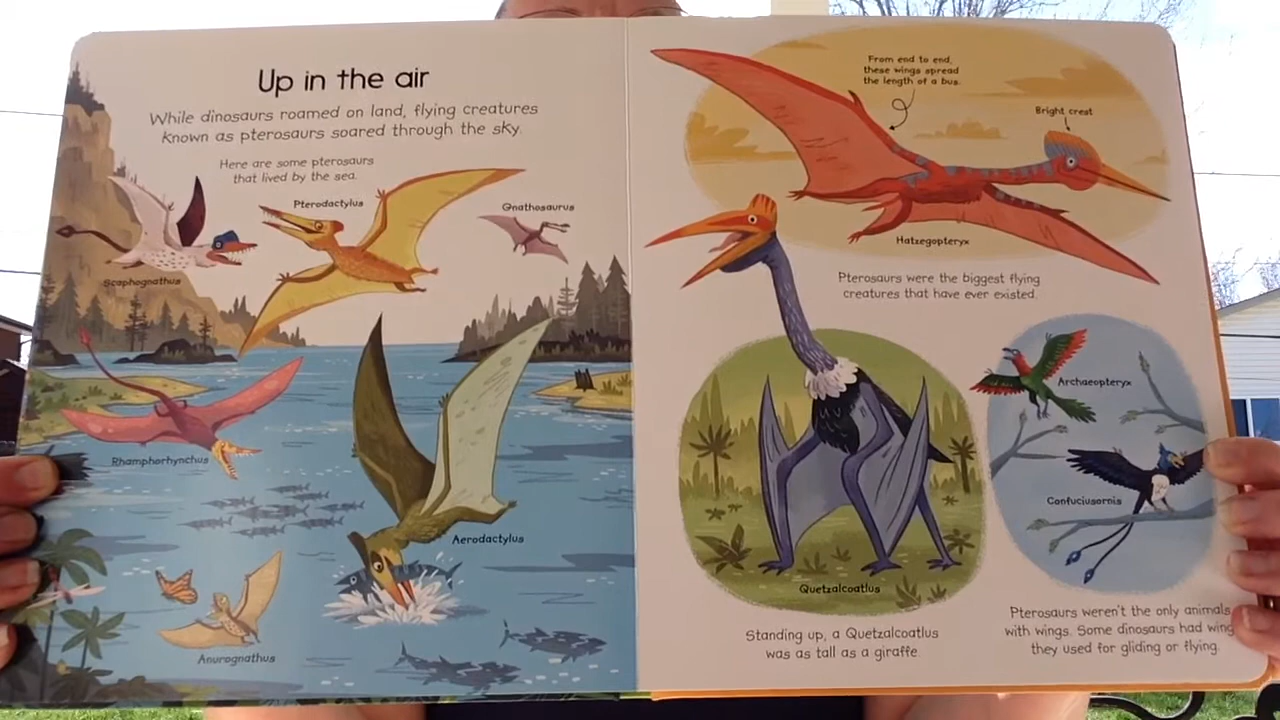 Up in the air
While dinosaurs roamed on land, flying creatures
known as pterosaurs soared through the sky.
Here are some pterosaurs
that lived by the sea.
Scaphognathus
Pterodactylus
Gnathosaurus
Rhamphorhynchus
Aerodactylus
Anurognathus
From end to end,
these wings spread
the length of a bus.
Bright crest
Hatzegopteryx
Pterosaurs were the biggest flying
creatures that have ever existed.
Quetzalcoatlus
Standing up, a Quetzalcoatlus
was as tall as a giraffe.
Archaeopteryx
Confuciusornis
Pterosaurs weren't the only animals
with wings. Some dinosaurs had wing
they used for gliding or flying.